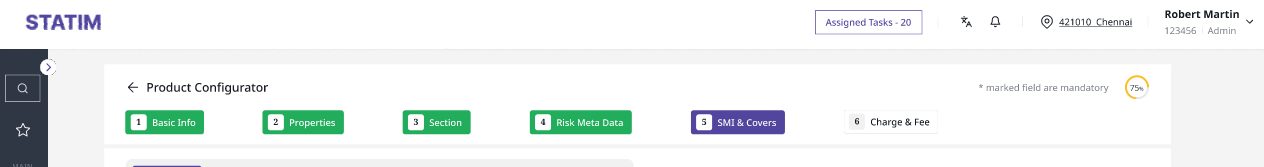 STATIM
Assigned Tasks - 20
421010 Chennai
Robert Martin
123456 Admin
Product Configurator
* marked field are mandatory
75%
1 Basic Info
2 Properties
3 Section
4 Risk Meta Data
5 SMI & Covers
6 Charge & Fee
MAIN